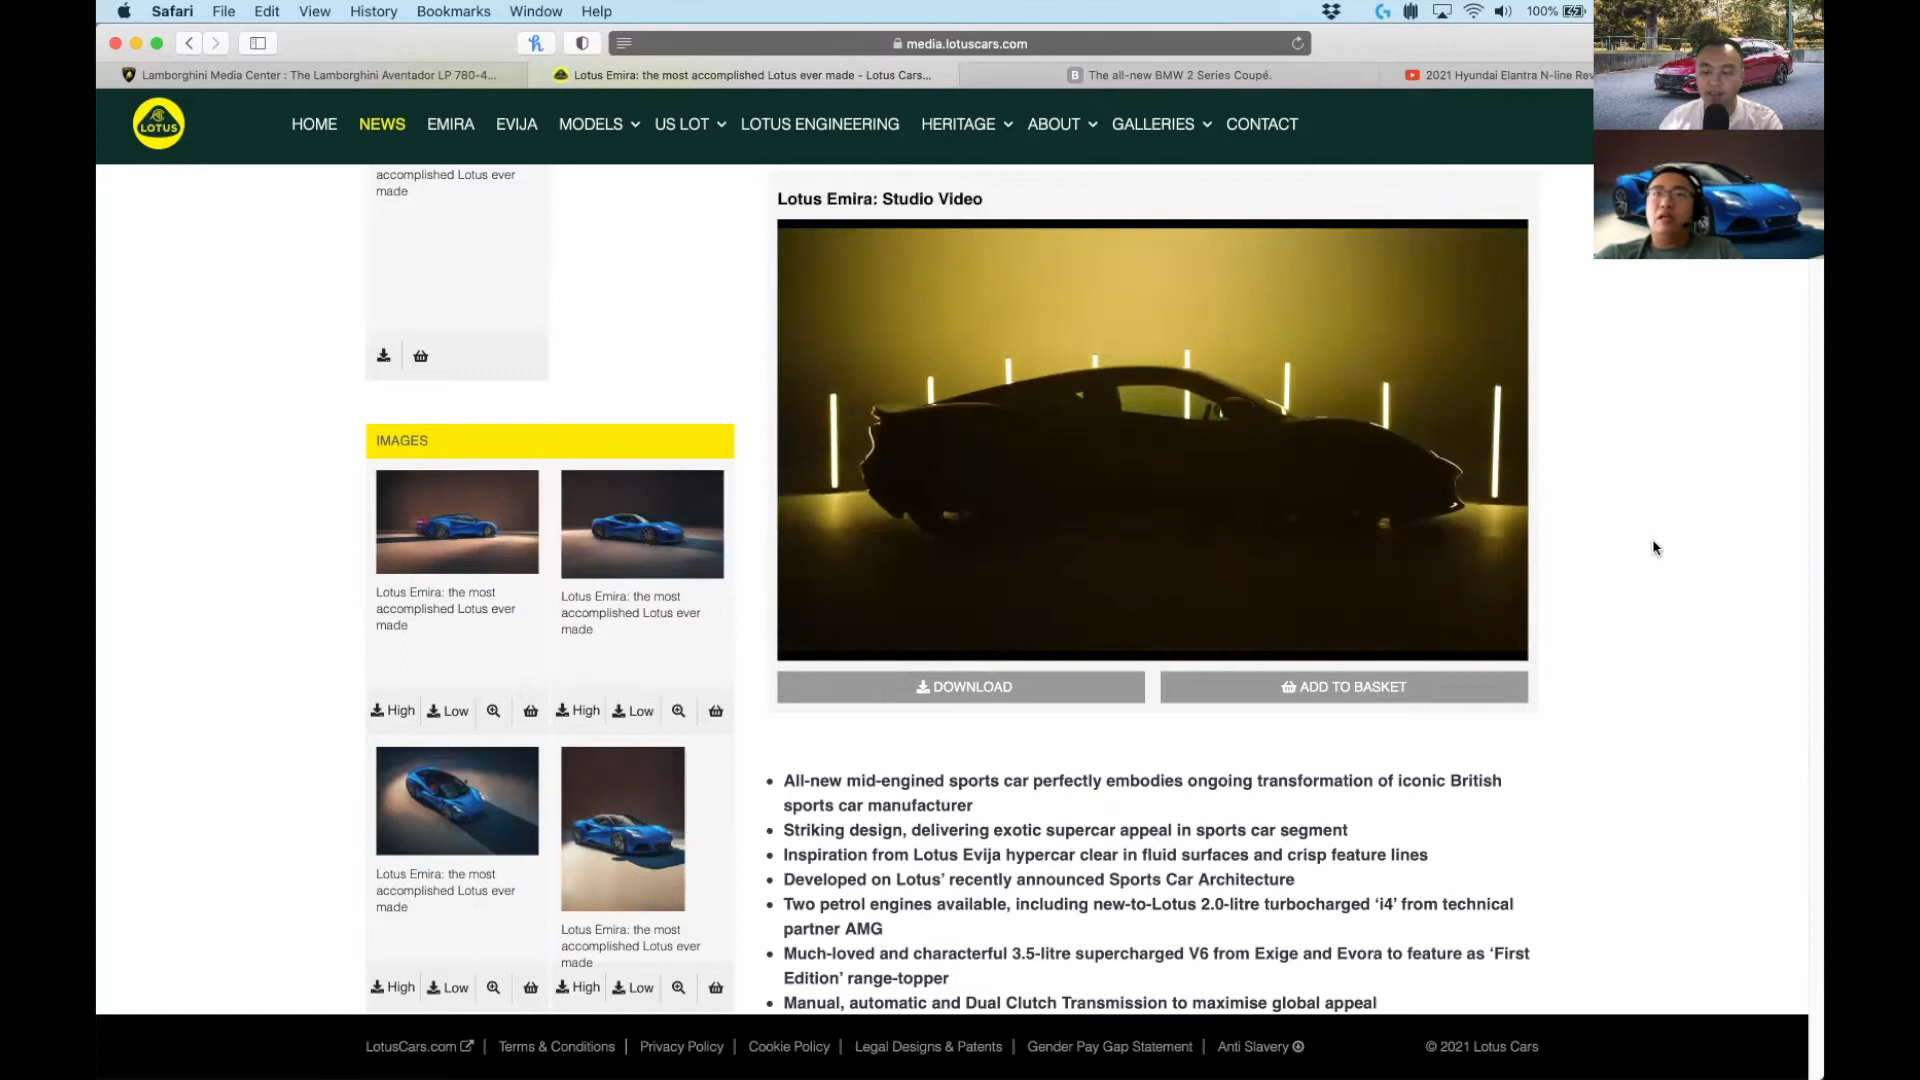 Safari File Edit View History Bookmarks Window Help 100%
media.lotuscars.com
Lamborghini Media Center : The Lamborghini Aventador LP 780-4...
Lotus Emira: the most accomplished Lotus ever made - Lotus Cars...
The all-new BMW 2 Series Coupé.
2021 Hyundai Elantra N-line Rev
LOTUS
HOME NEWS EMIRA EVIJA MODELS US LOT LOTUS ENGINEERING HERITAGE ABOUT GALLERIES CONTACT
accomplished Lotus ever
made
IMAGES
Lotus Emira: the most
accomplished Lotus ever
made
Lotus Emira: the most
accomplished Lotus ever
made
High Low High Low
Lotus Emira: the most
accomplished Lotus ever
made
Lotus Emira: the most
accomplished Lotus ever
made
High Low High Low
Lotus Emira: Studio Video
DOWNLOAD ADD TO BASKET
All-new mid-engined sports car perfectly embodies ongoing transformation of iconic British
sports car manufacturer
Striking design, delivering exotic supercar appeal in sports car segment
Inspiration from Lotus Evija hypercar clear in fluid surfaces and crisp feature lines
Developed on Lotus’ recently announced Sports Car Architecture
Two petrol engines available, including new-to-Lotus 2.0-litre turbocharged ‘i4’ from technical
partner AMG
Much-loved and characterful 3.5-litre supercharged V6 from Exige and Evora to feature as ‘First
Edition’ range-topper
Manual, automatic and Dual Clutch Transmission to maximise global appeal
LotusCars.com | Terms & Conditions | Privacy Policy | Cookie Policy | Legal Designs & Patents | Gender Pay Gap Statement | Anti Slavery
© 2021 Lotus Cars